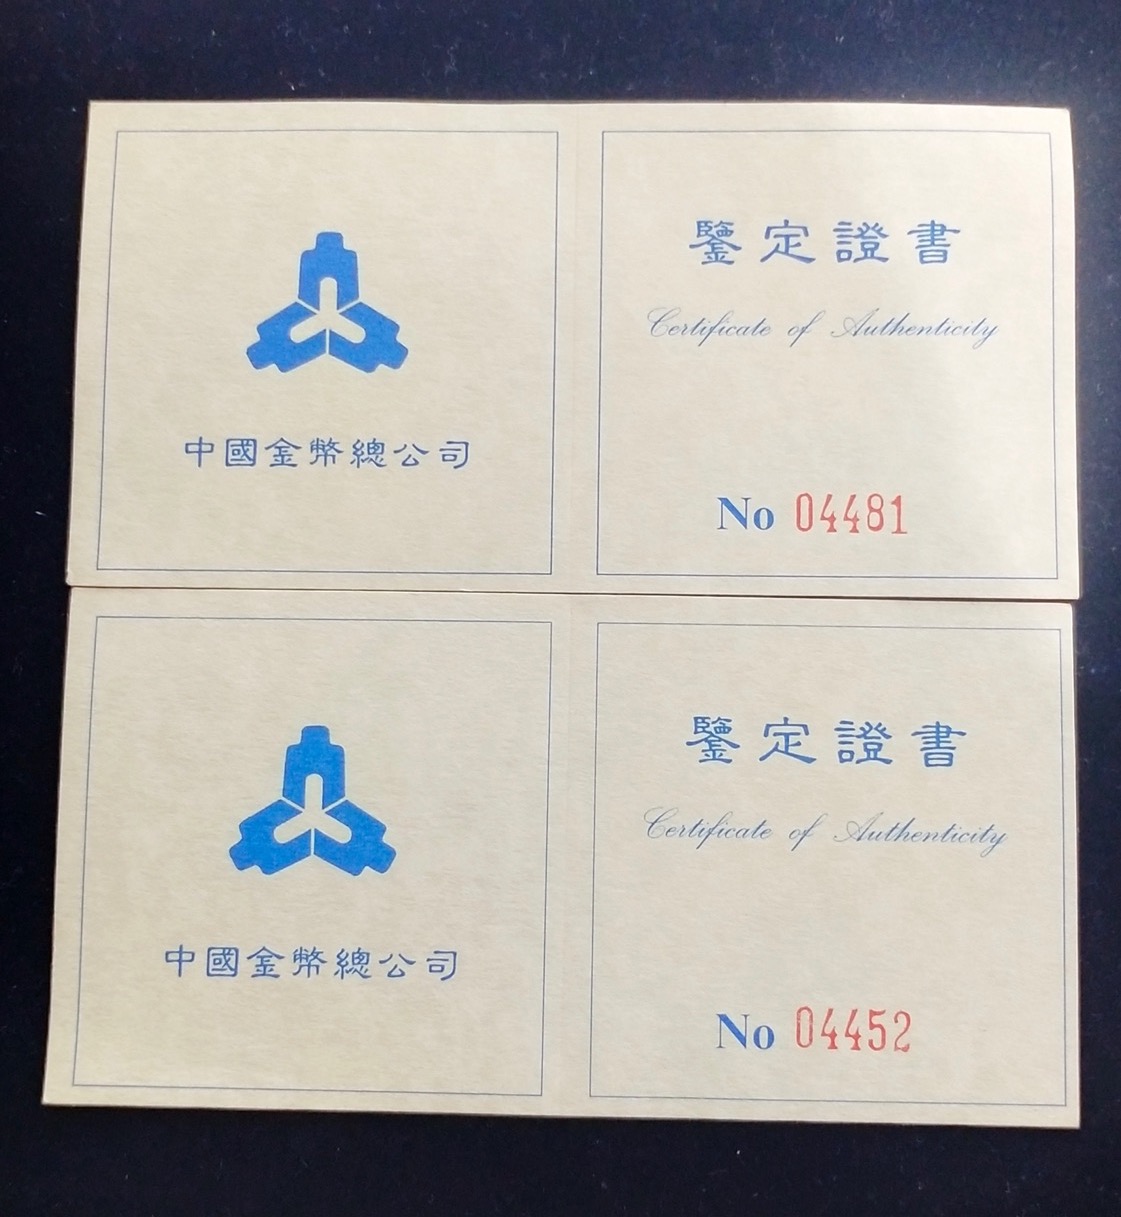 中國金幣總公司
鑒定證書
Certificate of Authenticity
No 04481
中國金幣總公司
鑒定證書
Certificate of Authenticity
No 04452